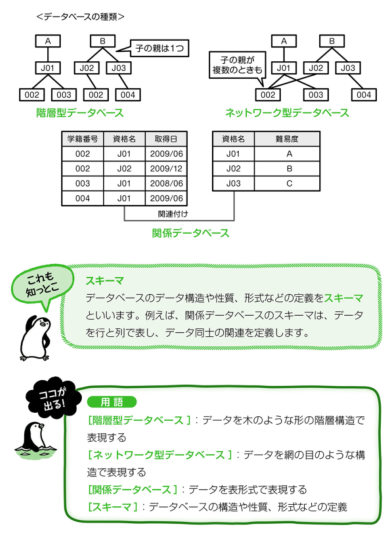 ＜データベースの種類＞
A B
子の親は1つ
J01 J02 J03
002 003 002 004
階層型データベース
A B
子の親が
複数のときも
J01 J02 J03
002 003 004
ネットワーク型データベース
学籍番号 資格名 取得日
002 J01 2009/06
002 J02 2009/12
003 J01 2008/06
004 J01 2009/06
資格名 難易度
J01 A
J02 B
J03 C
関連付け
関係データベース
これも
知っとこ
スキーマ
データベースのデータ構造や性質、形式などの定義をスキーマ
といいます。例えば、関係データベースのスキーマは、データ
を行と列で表し、データ同士の関連を定義します。
ココが
出る!
用語
［階層型データベース］：データを木のような形の階層構造で
表現する
［ネットワーク型データベース］：データを網の目のような構
造で表現する
［関係データベース］：データを表形式で表現する
［スキーマ］：データベースの構造や性質、形式などの定義